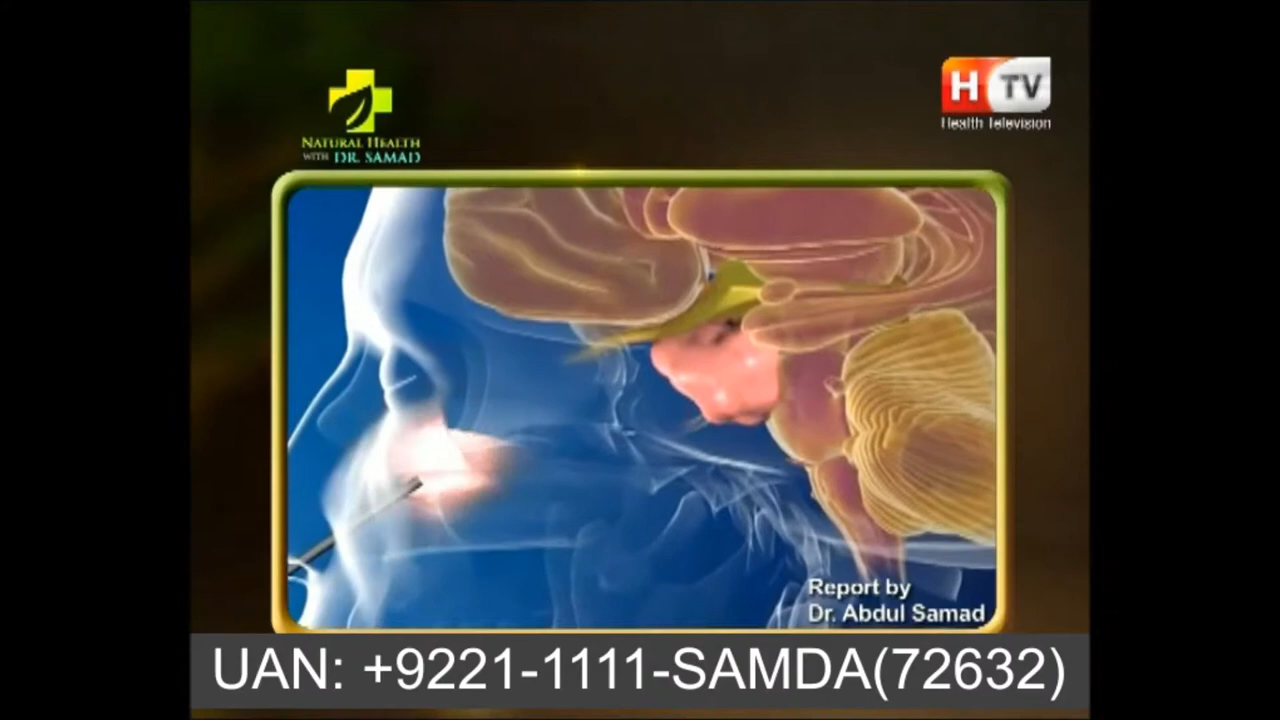 NATURAL HEALTH
WITH DR. SAMAD
H TV
Health Television
Report by
Dr. Abdul Samad
UAN: +9221-1111-SAMDA(72632)